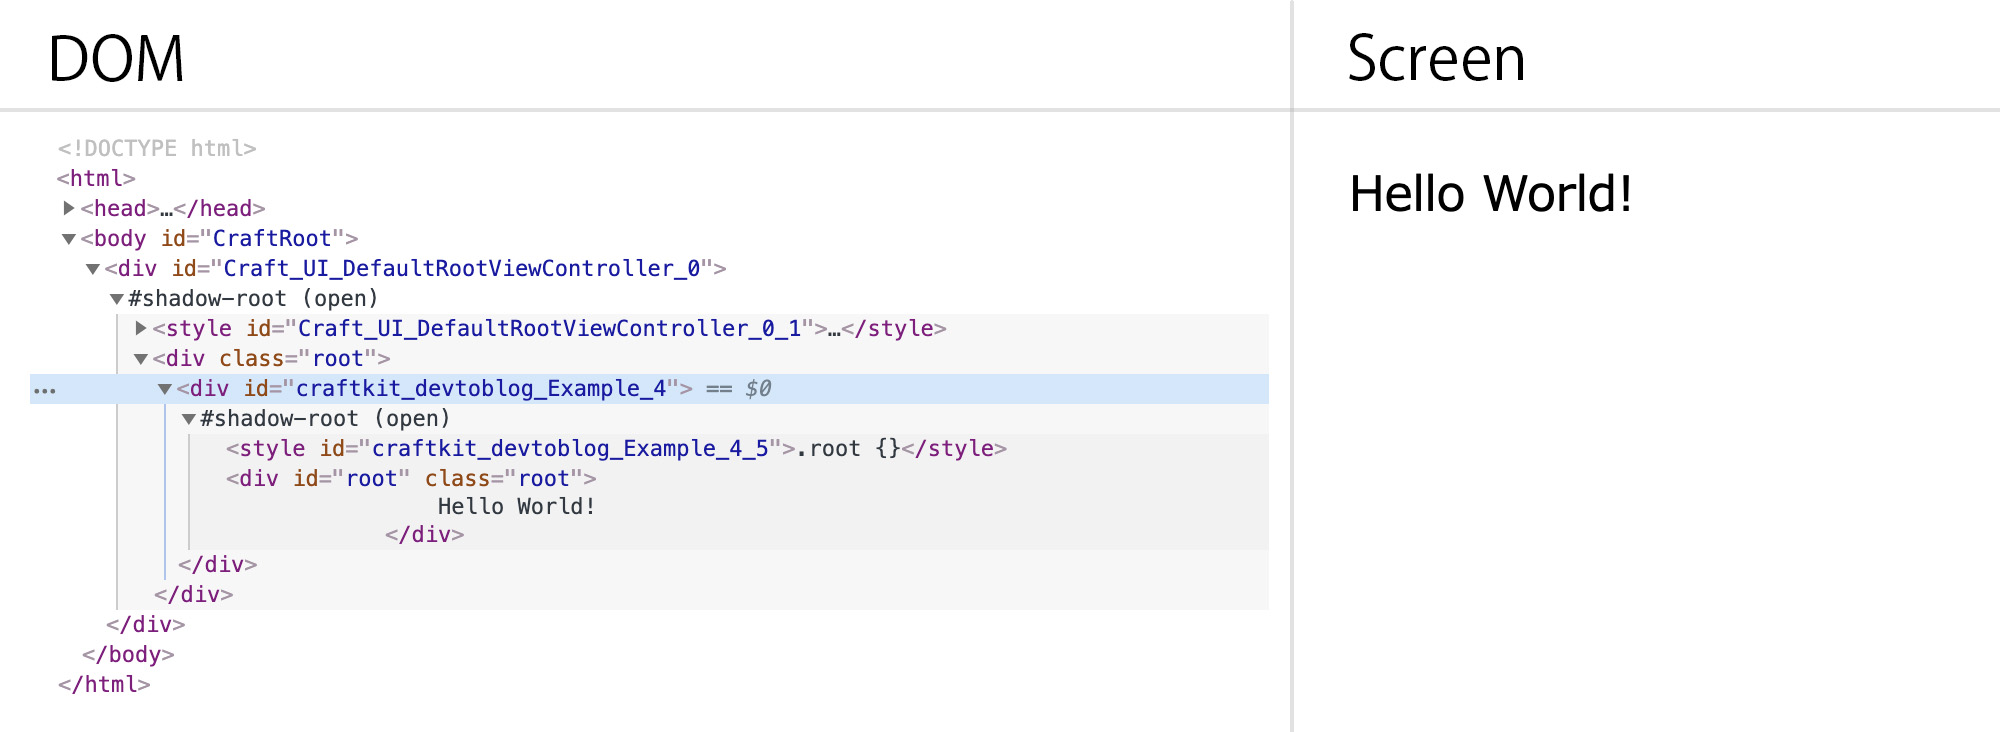 DOM
Screen
<!DOCTYPE html>
<html>
<head>…</head>
<body id="CraftRoot">
<div id="Craft_UI_DefaultRootViewController_0">
#shadow-root (open)
<style id="Craft_UI_DefaultRootViewController_0_1">…</style>
<div class="root">
<div id="craftkit_devtoblog_Example_4"> == $0
#shadow-root (open)
<style id="craftkit_devtoblog_Example_4_5">.root {}</style>
<div id="root" class="root">
Hello World!
</div>
</div>
</div>
</div>
</body>
</html>
Hello World!